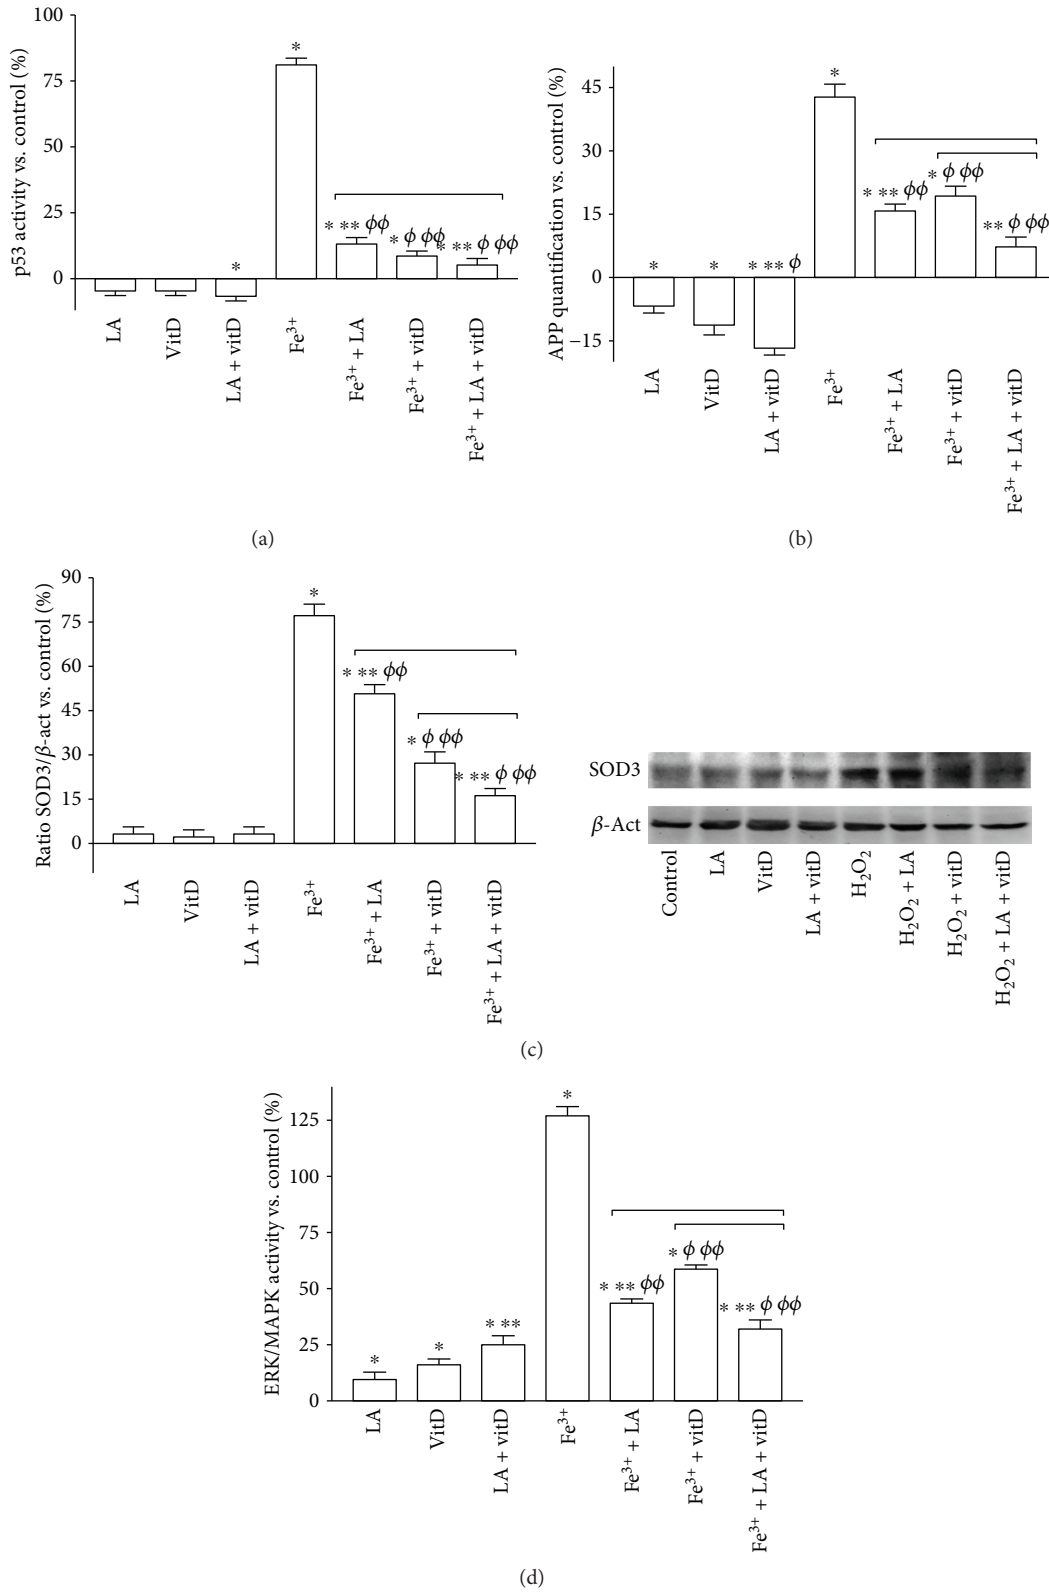 p53 activity vs. control (%)
100
75
50
25
0
*
*
* ** ϕϕ
* ϕ ϕϕ
* ** ϕ ϕϕ
LA
VitD
LA + vitD
Fe³⁺
Fe³⁺ + LA
Fe³⁺ + vitD
Fe³⁺ + LA + vitD
(a)
APP quantification vs. control (%)
45
30
15
0
−15
*
*
* ** ϕ
*
* ** ϕϕ
* ϕ ϕϕ
** ϕ ϕϕ
LA
VitD
LA + vitD
Fe³⁺
Fe³⁺ + LA
Fe³⁺ + vitD
Fe³⁺ + LA + vitD
(b)
Ratio SOD3/β-act vs. control (%)
90
75
60
45
30
15
0
*
* ** ϕϕ
* ϕ ϕϕ
* ** ϕ ϕϕ
LA
VitD
LA + vitD
Fe³⁺
Fe³⁺ + LA
Fe³⁺ + vitD
Fe³⁺ + LA + vitD
SOD3
β-Act
Control
LA
VitD
LA + vitD
H₂O₂
H₂O₂ + LA
H₂O₂ + vitD
H₂O₂ + LA + vitD
(c)
ERK/MAPK activity vs. control (%)
125
100
75
50
25
0
*
*
* **
*
* ** ϕϕ
* ϕ ϕϕ
* ** ϕ ϕϕ
LA
VitD
LA + vitD
Fe³⁺
Fe³⁺ + LA
Fe³⁺ + vitD
Fe³⁺ + LA + vitD
(d)